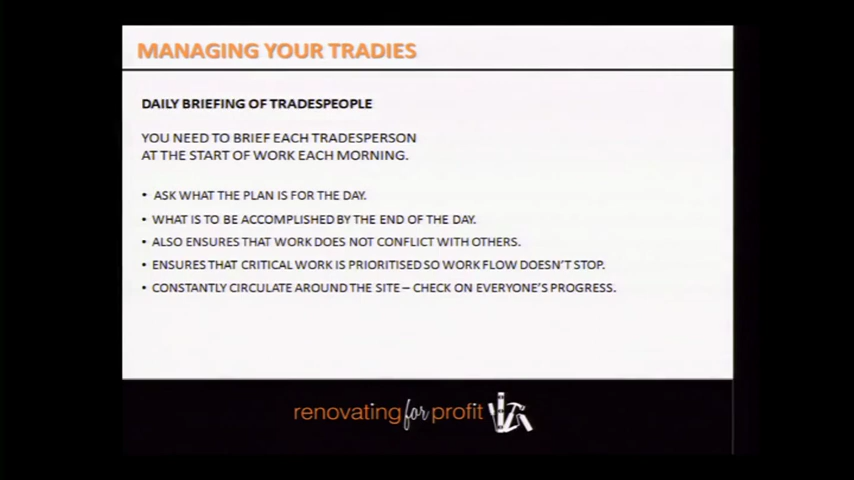 MANAGING YOUR TRADIES
DAILY BRIEFING OF TRADESPEOPLE
YOU NEED TO BRIEF EACH TRADESPERSON
AT THE START OF WORK EACH MORNING.
• ASK WHAT THE PLAN IS FOR THE DAY.
• WHAT IS TO BE ACCOMPLISHED BY THE END OF THE DAY.
• ALSO ENSURES THAT WORK DOES NOT CONFLICT WITH OTHERS.
• ENSURES THAT CRITICAL WORK IS PRIORITISED SO WORK FLOW DOESN'T STOP.
• CONSTANTLY CIRCULATE AROUND THE SITE – CHECK ON EVERYONE'S PROGRESS.
renovating for profit